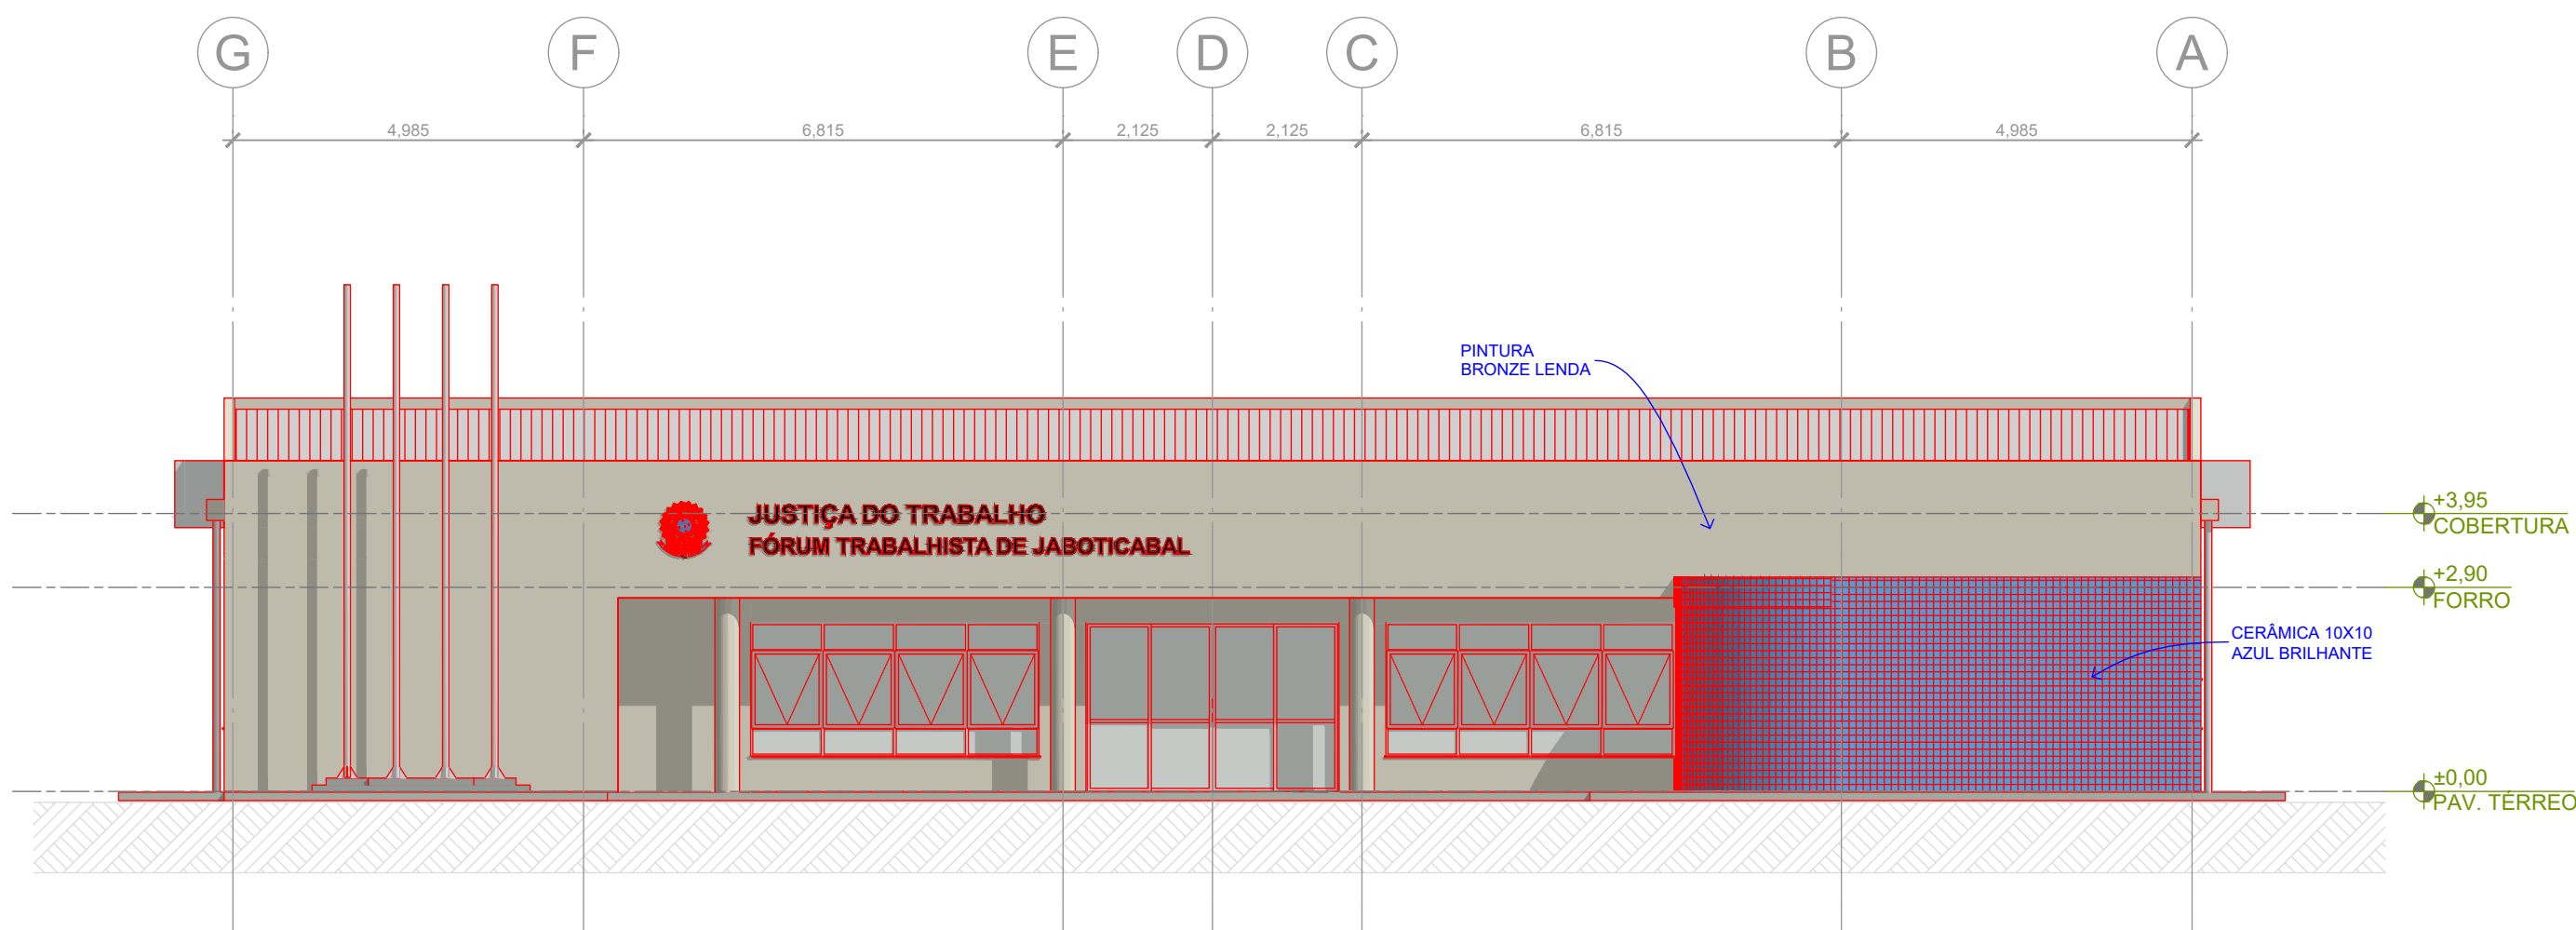 G F E D C B A
4,985 6,815 2,125 2,125 6,815 4,985
PINTURA
BRONZE LENDA
JUSTIÇA DO TRABALHO
FÓRUM TRABALHISTA DE JABOTICABAL
+3,95
COBERTURA
+2,90
FORRO
CERÂMICA 10X10
AZUL BRILHANTE
±0,00
PAV. TÉRREO